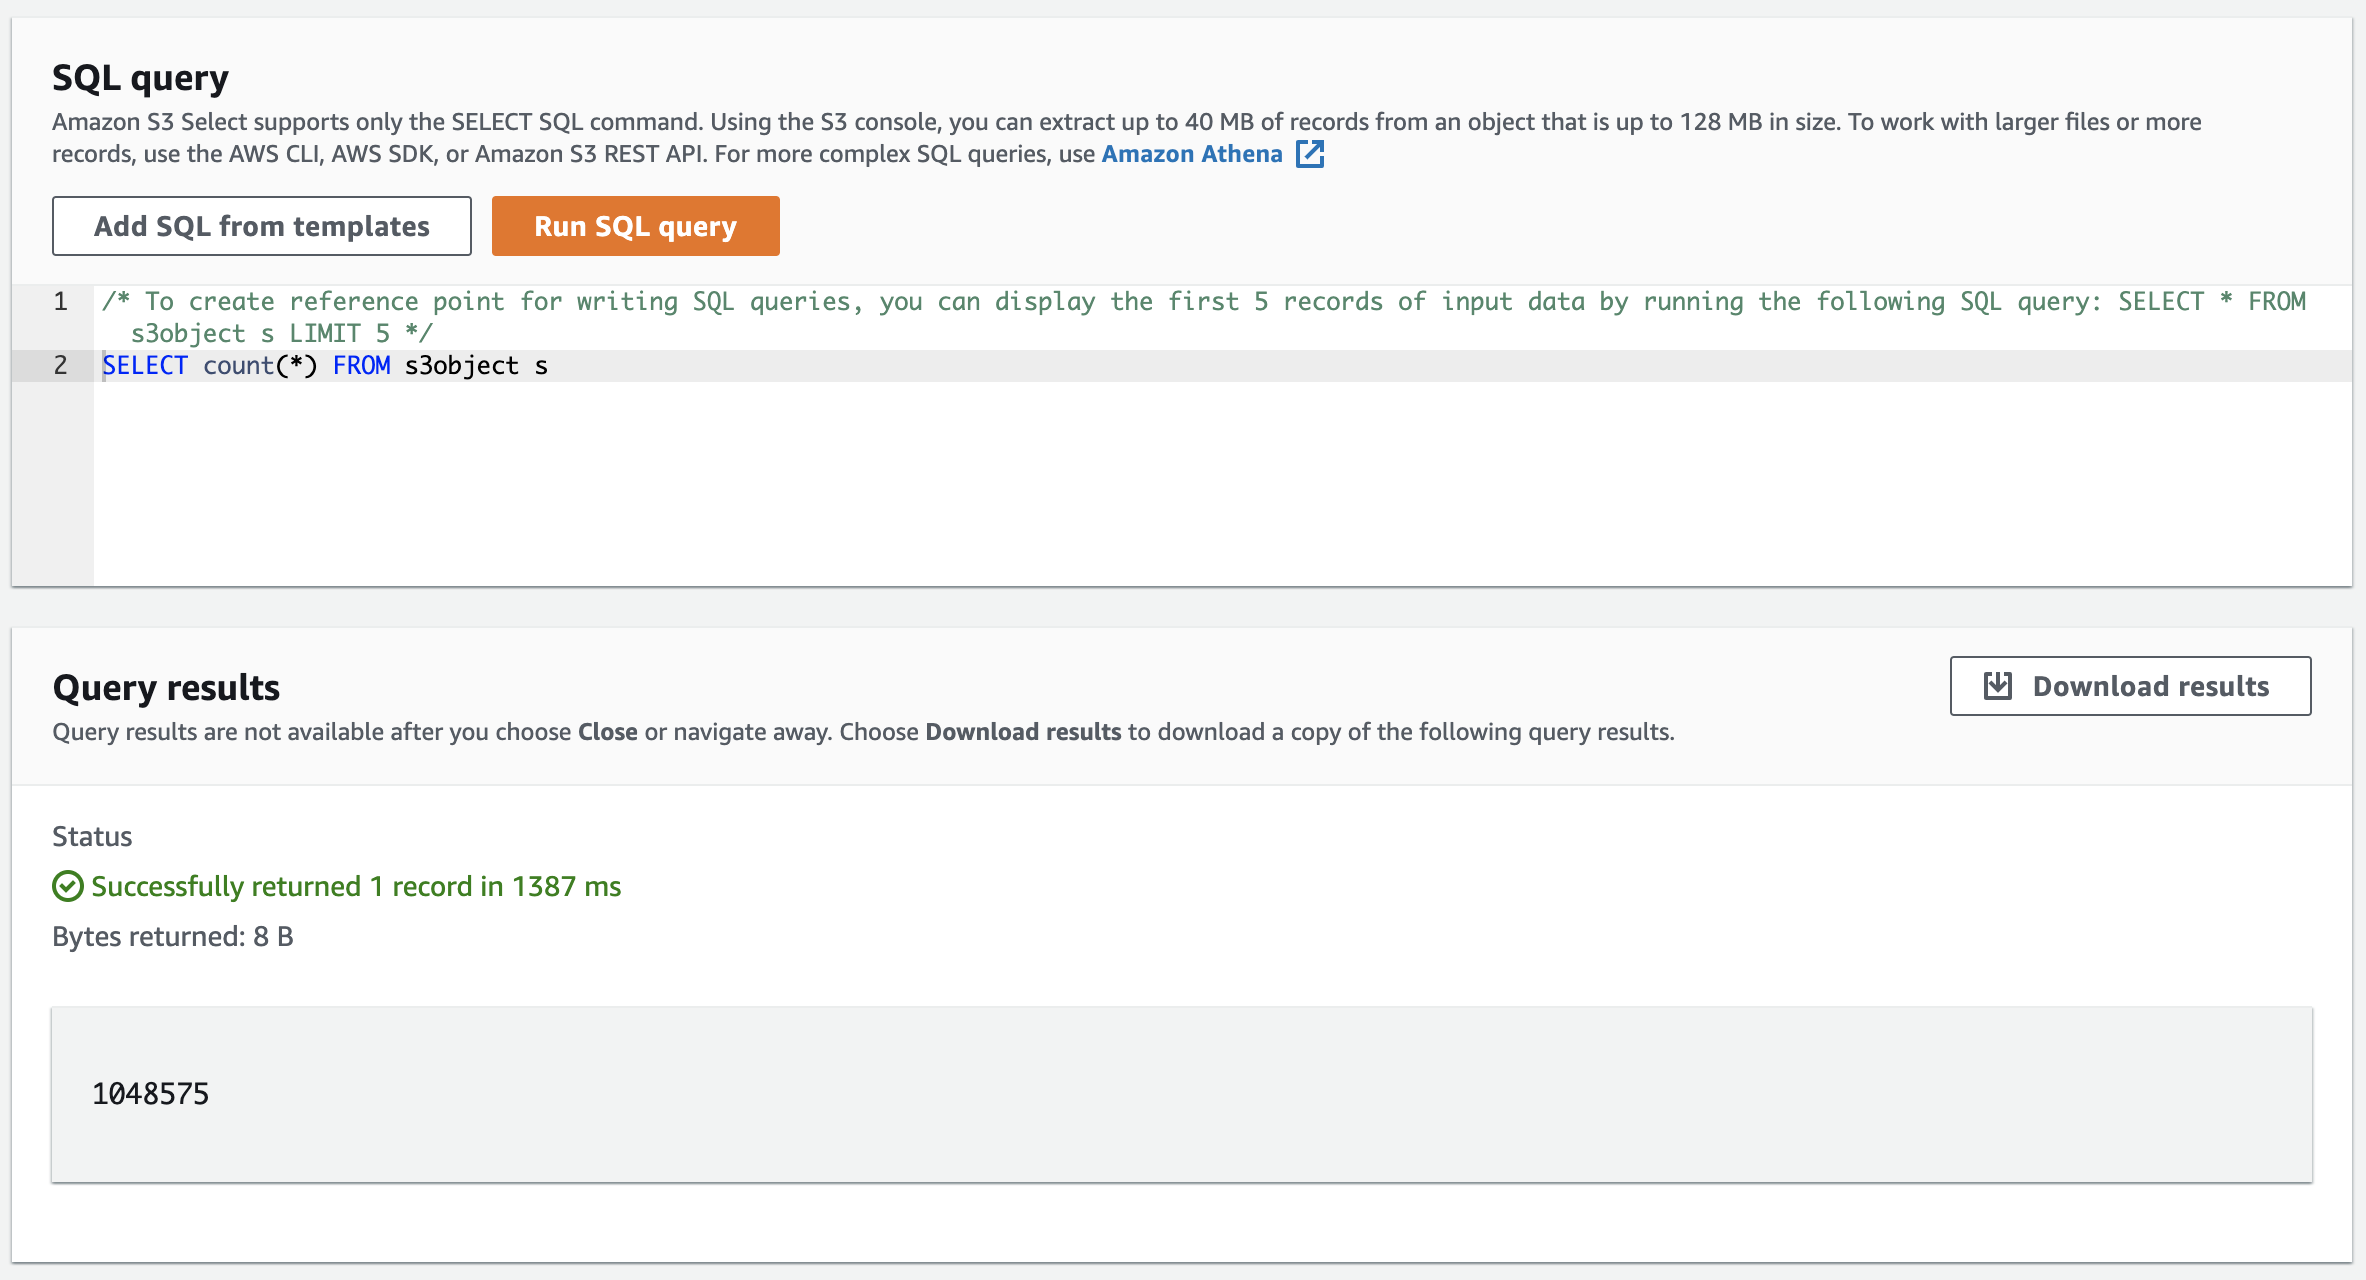 SQL query
Amazon S3 Select supports only the SELECT SQL command. Using the S3 console, you can extract up to 40 MB of records from an object that is up to 128 MB in size. To work with larger files or more
records, use the AWS CLI, AWS SDK, or Amazon S3 REST API. For more complex SQL queries, use Amazon Athena
Add SQL from templates
Run SQL query
1 /* To create reference point for writing SQL queries, you can display the first 5 records of input data by running the following SQL query: SELECT * FROM
s3object s LIMIT 5 */
2 SELECT count(*) FROM s3object s
Query results
Download results
Query results are not available after you choose Close or navigate away. Choose Download results to download a copy of the following query results.
Status
Successfully returned 1 record in 1387 ms
Bytes returned: 8 B
1048575